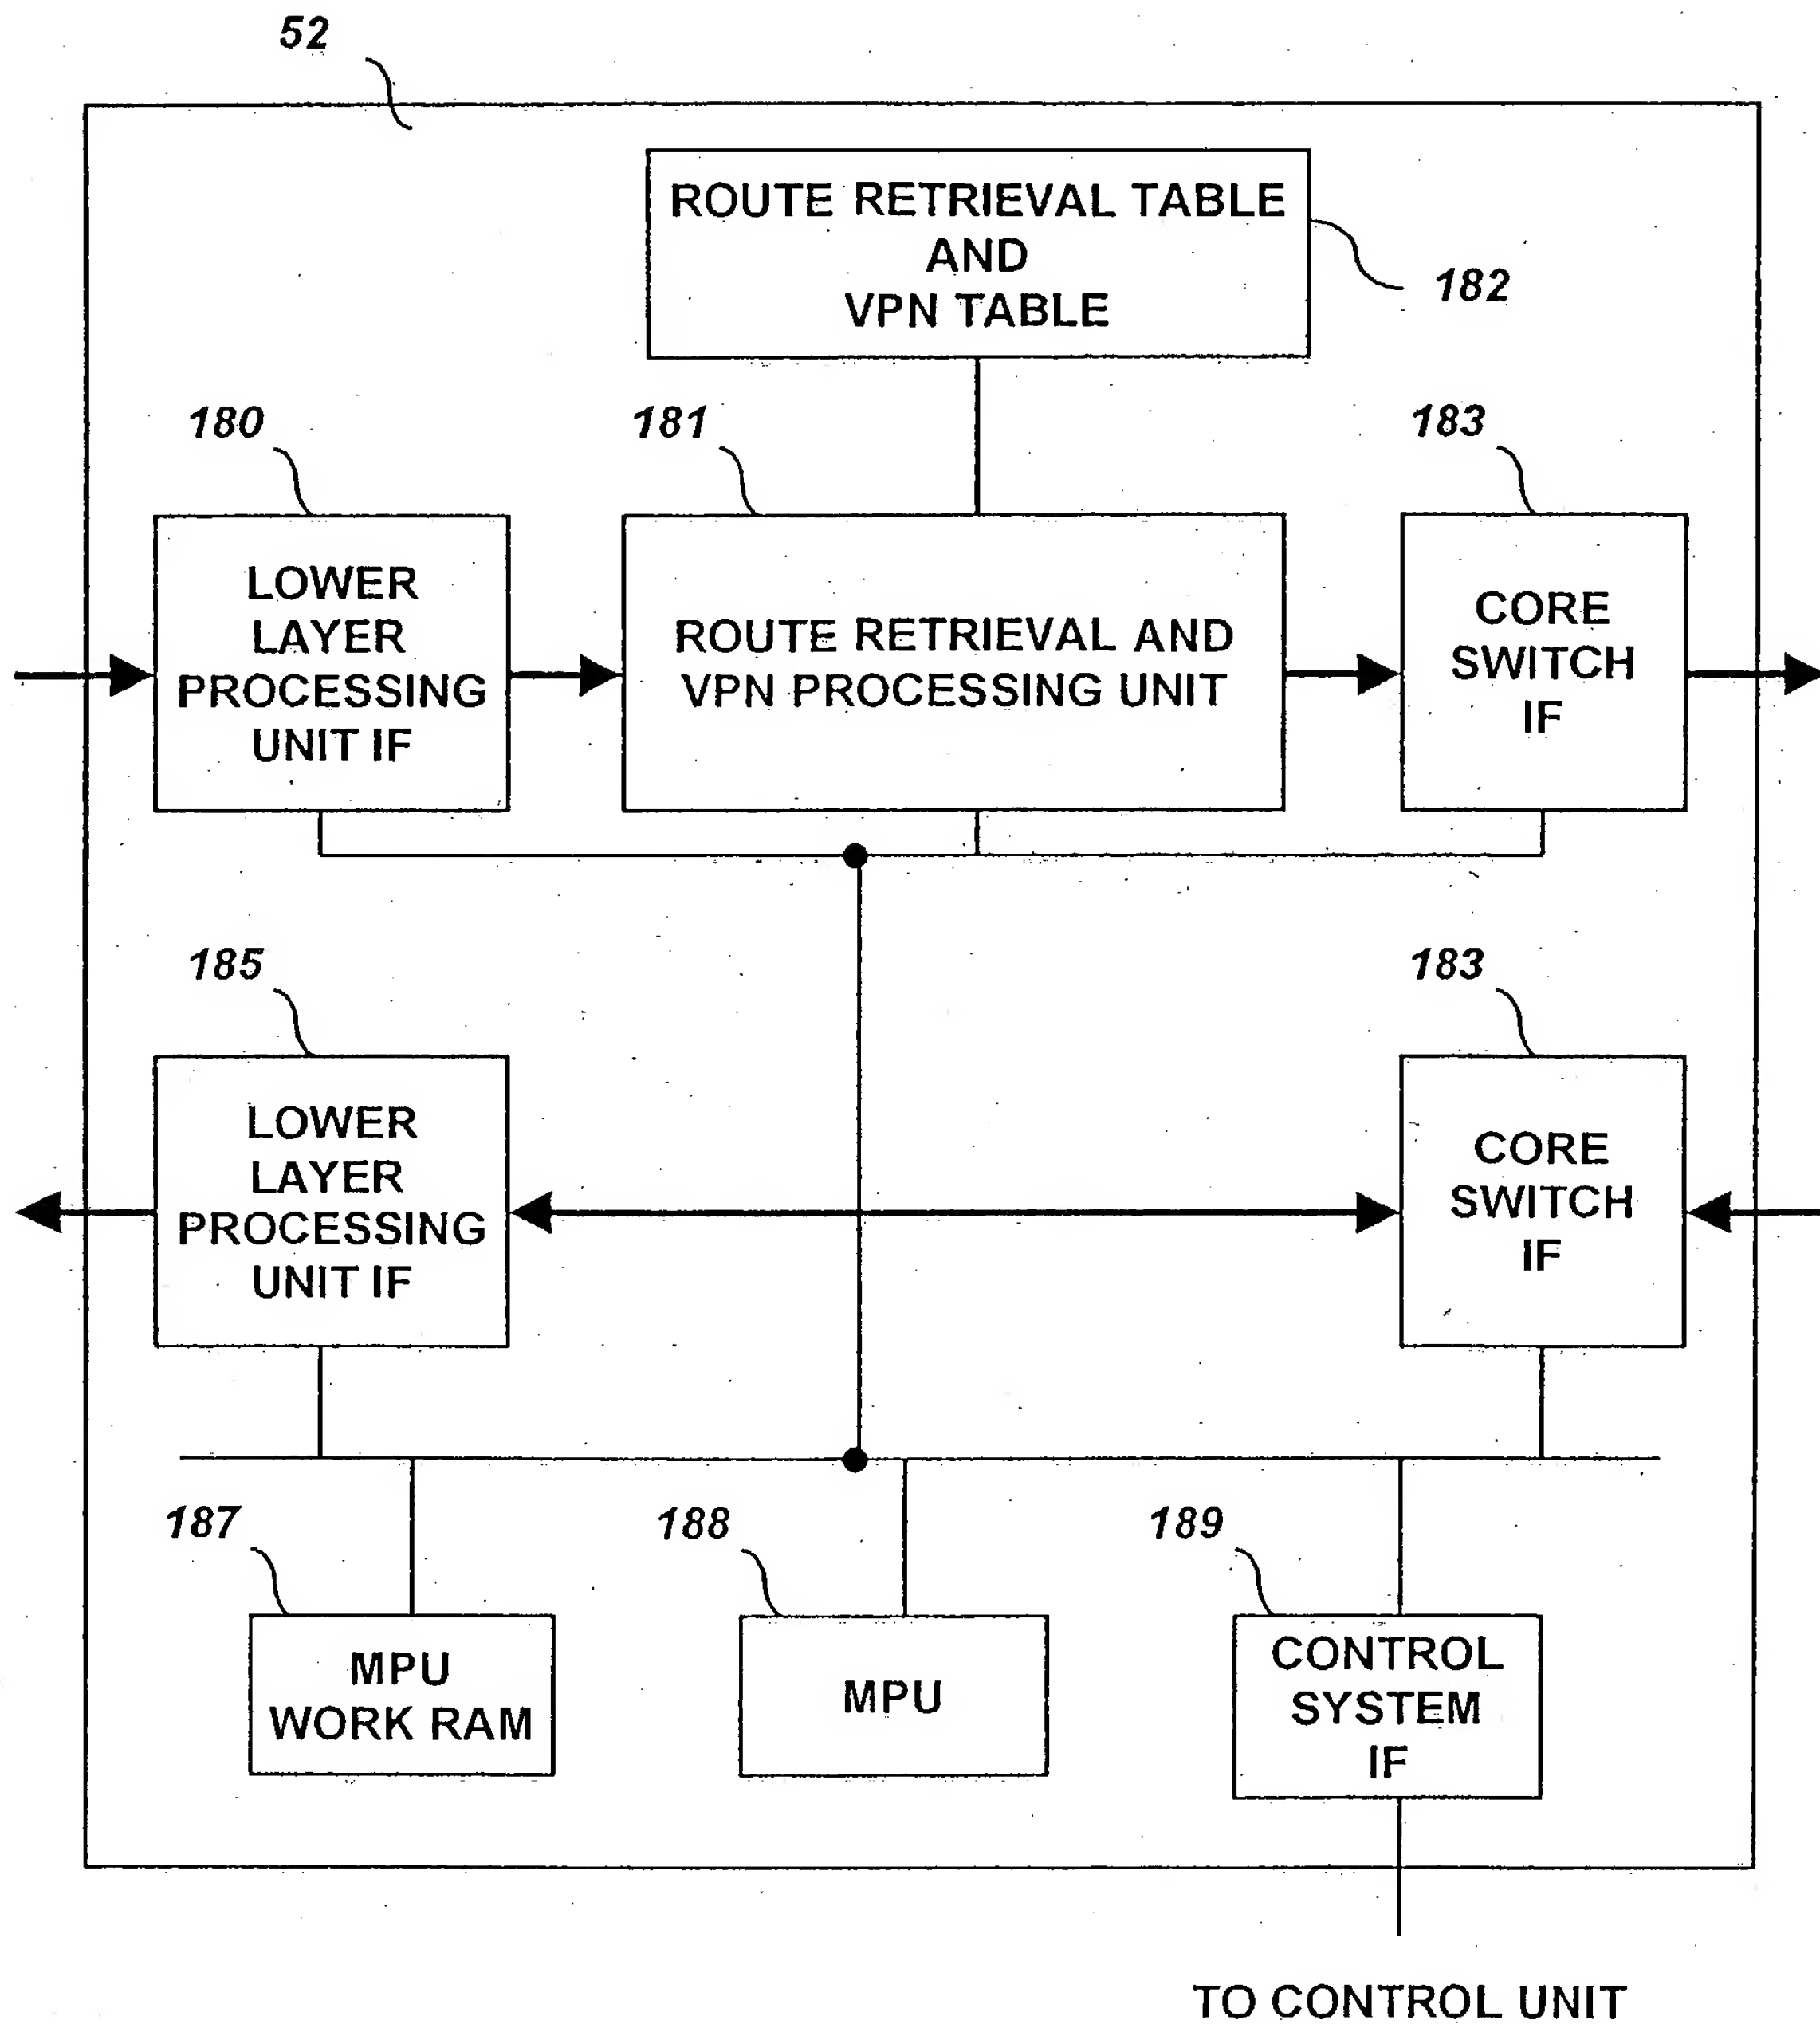 52
ROUTE RETRIEVAL TABLE
AND
VPN TABLE
182
180
181
183
LOWER
LAYER
PROCESSING
UNIT IF
ROUTE RETRIEVAL AND
VPN PROCESSING UNIT
CORE
SWITCH
IF
185
183
LOWER
LAYER
PROCESSING
UNIT IF
CORE
SWITCH
IF
187
188
189
MPU
WORK RAM
MPU
CONTROL
SYSTEM
IF
TO CONTROL UNIT